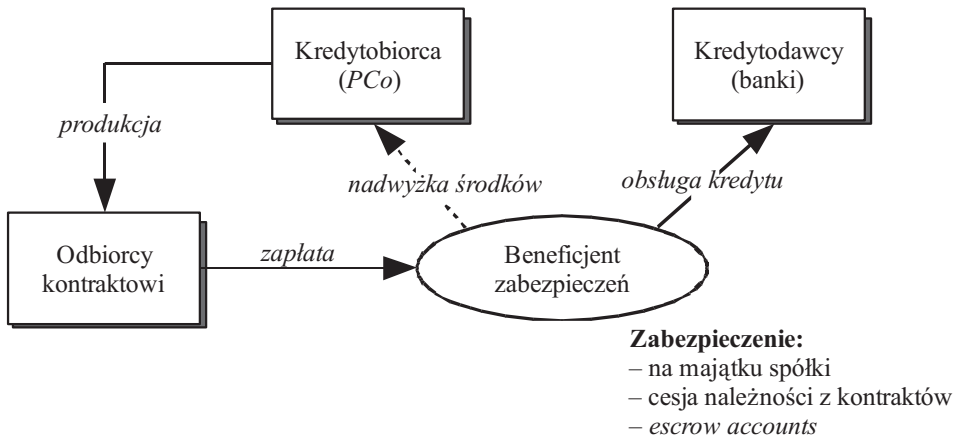 Kredytobiorca
(PCo)
Kredytodawcy
(banki)
produkcja
nadwyżka środków
obsługa kredytu
Odbiorcy
kontraktowi
zapłata
Beneficjent
zabezpieczeń
Zabezpieczenie:
– na majątku spółki
– cesja należności z kontraktów
– escrow accounts